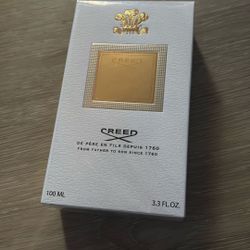 CREED
DE PÈRE EN FILS DEPUIS 1760
FROM FATHER TO SON SINCE 1760
100 ML
3.3 FL.OZ.